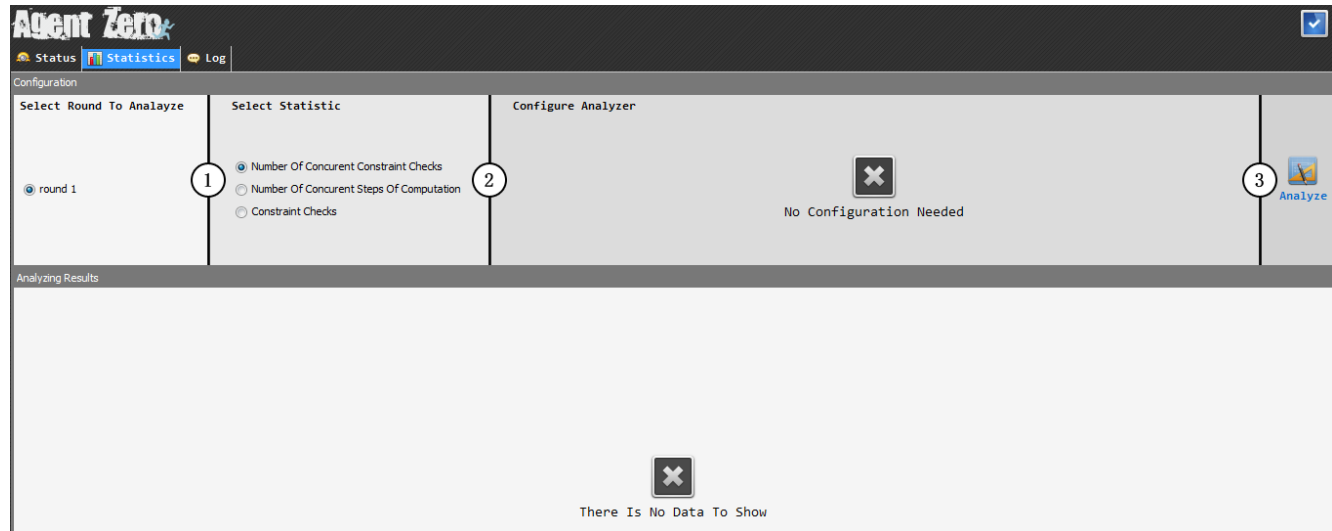 Agent Zero
Status Statistics Log
Configuration
Select Round To Analayze
Select Statistic
Configure Analyzer
round 1
1
Number Of Concurent Constraint Checks
Number Of Concurent Steps Of Computation
Constraint Checks
2
No Configuration Needed
3
Analyze
Analyzing Results
There Is No Data To Show